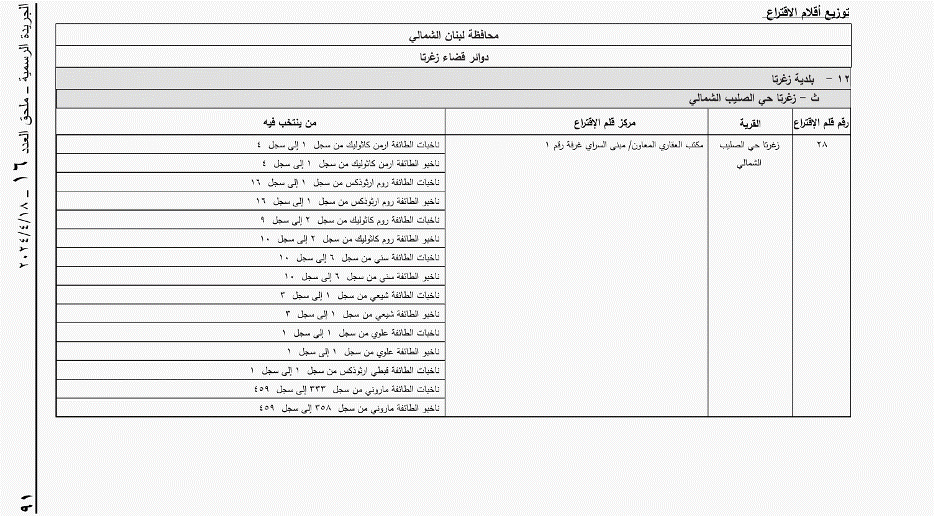 توزيع أقلام الاقتراع
محافظة لبنان الشمالي
دوائر قضاء زغرتا
١٢ - بلدية زغرتا
ث - زغرتا حي الصليب الشمالي
رقم قلم الإقتراع القرية مركز قلم الإقتراع من ينتخب فيه
٢٨ زغرتا حي الصليب الشمالي مكتب العقاري المعاون/ مبنى السراي غرفة رقم ١
ناخبات الطائفة ارمن كاثوليك من سجل ١ إلى سجل ٤
ناخبو الطائفة ارمن كاثوليك من سجل ١ إلى سجل ٤
ناخبات الطائفة روم ارثوذكس من سجل ١ إلى سجل ١٦
ناخبو الطائفة روم ارثوذكس من سجل ١ إلى سجل ١٦
ناخبات الطائفة روم كاثوليك من سجل ٢ إلى سجل ٩
ناخبو الطائفة روم كاثوليك من سجل ٢ إلى سجل ١٠
ناخبات الطائفة سني من سجل ٦ إلى سجل ١٠
ناخبو الطائفة سني من سجل ٦ إلى سجل ١٠
ناخبات الطائفة شيعي من سجل ١ إلى سجل ٣
ناخبو الطائفة شيعي من سجل ١ إلى سجل ٣
ناخبات الطائفة علوي من سجل ١ إلى سجل ١
ناخبو الطائفة علوي من سجل ١ إلى سجل ١
ناخبات الطائفة قبطي ارثوذكس من سجل ١ إلى سجل ١
ناخبات الطائفة ماروني من سجل ٣٣٣ إلى سجل ٤٥٩
ناخبو الطائفة ماروني من سجل ٣٥٨ إلى سجل ٤٥٩
الجريدة الرسمية - ملحق العدد ١٦ - ٢٠٢٤/٤/١٨
٩١